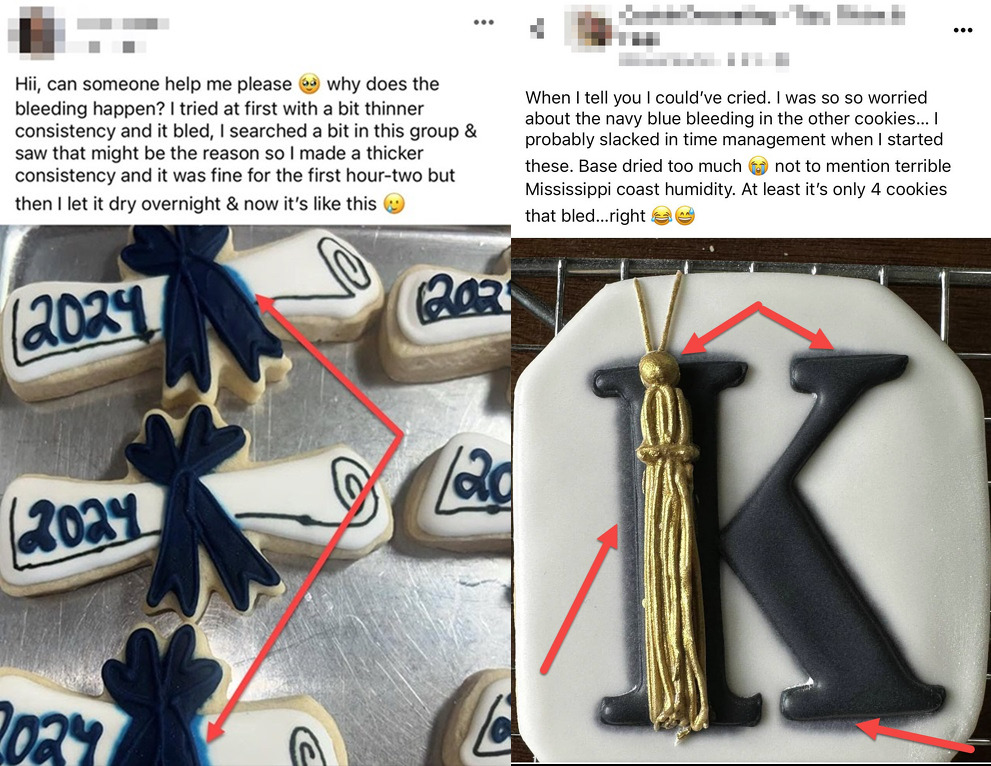 Hii, can someone help me please 🥹 why does the
bleeding happen? I tried at first with a bit thinner
consistency and it bled, I searched a bit in this group &
saw that might be the reason so I made a thicker
consistency and it was fine for the first hour-two but
then I let it dry overnight & now it's like this 🥲
When I tell you I could've cried. I was so so worried
about the navy blue bleeding in the other cookies... I
probably slacked in time management when I started
these. Base dried too much 😭 not to mention terrible
Mississippi coast humidity. At least it's only 4 cookies
that bled...right 😂😅
2024
202
2024
20
2024
K